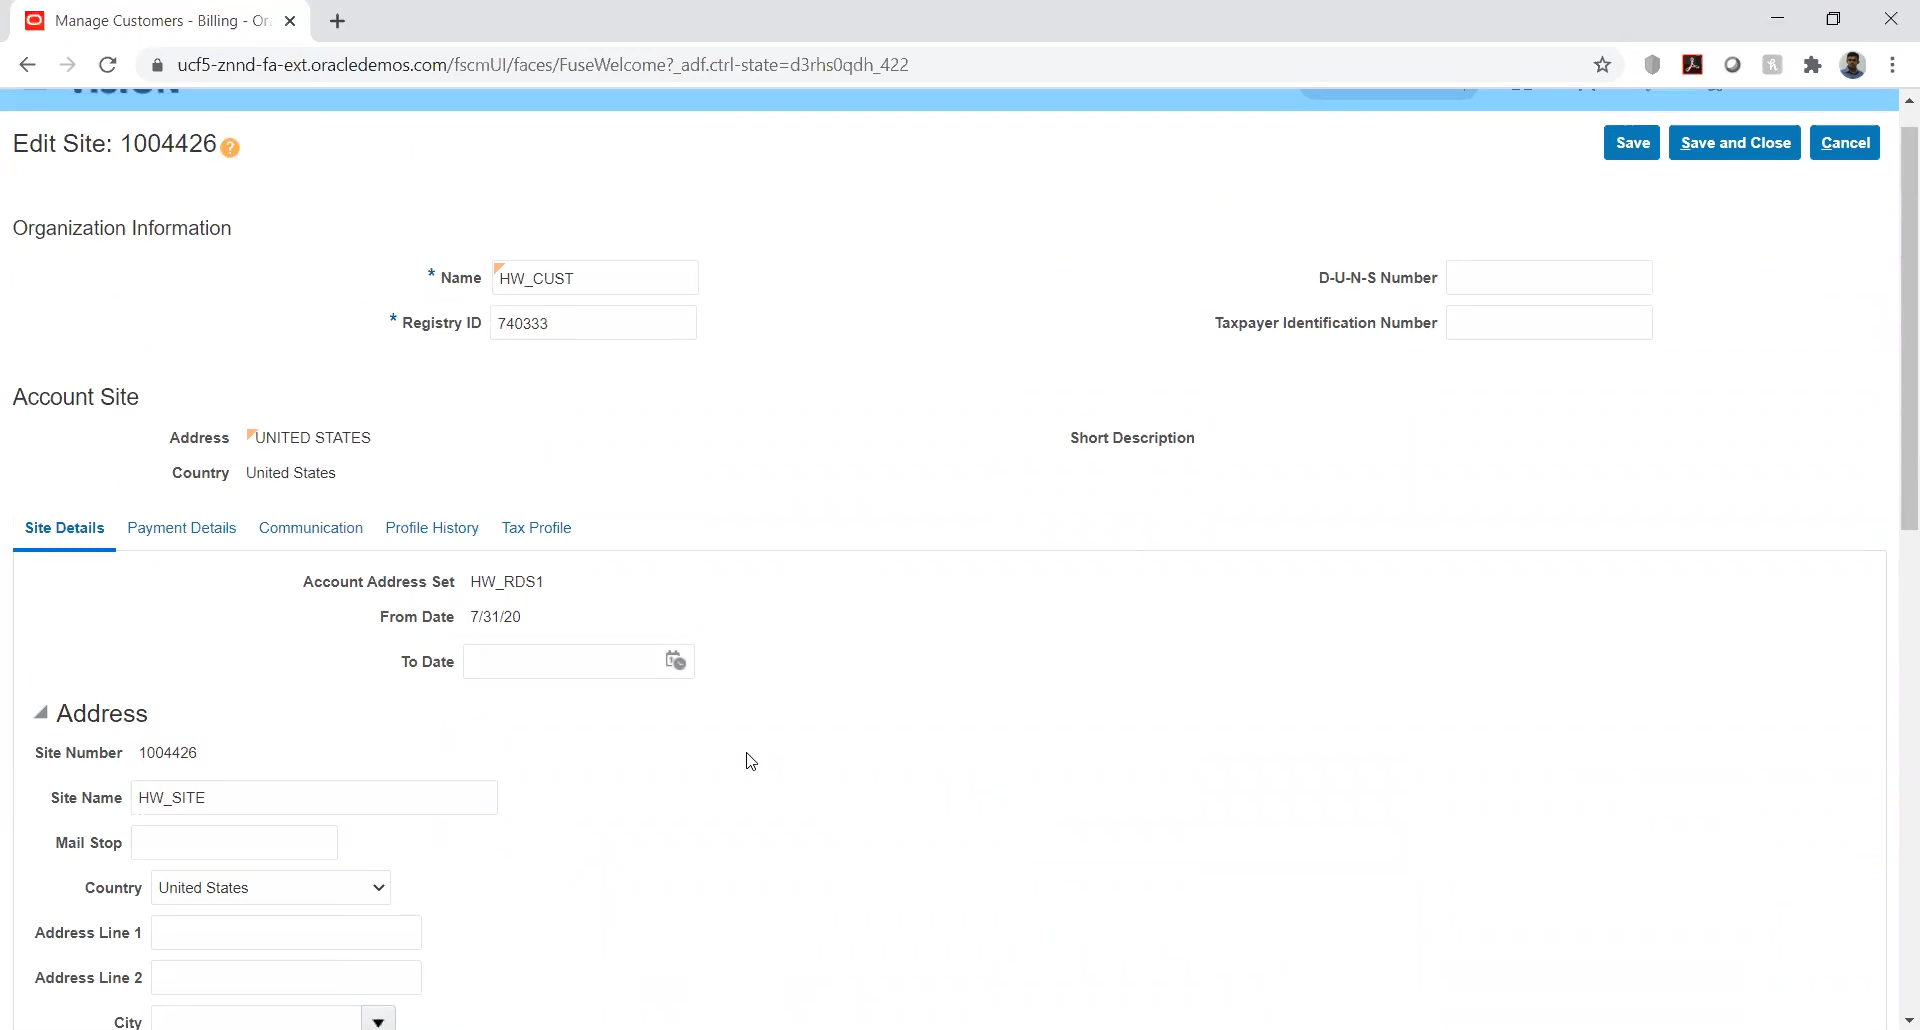 Manage Customers - Billing - Or
ucf5-znnd-fa-ext.oracledemos.com/fscmUI/faces/FuseWelcome?_adf.ctrl-state=d3rhs0qdh_422
Edit Site: 1004426 ?
Save
Save and Close
Cancel
Organization Information
* Name HW_CUST
D-U-N-S Number
* Registry ID 740333
Taxpayer Identification Number
Account Site
Address UNITED STATES
Short Description
Country United States
Site Details
Payment Details
Communication
Profile History
Tax Profile
Account Address Set HW_RDS1
From Date 7/31/20
To Date
Address
Site Number 1004426
Site Name HW_SITE
Mail Stop
Country United States
Address Line 1
Address Line 2
City